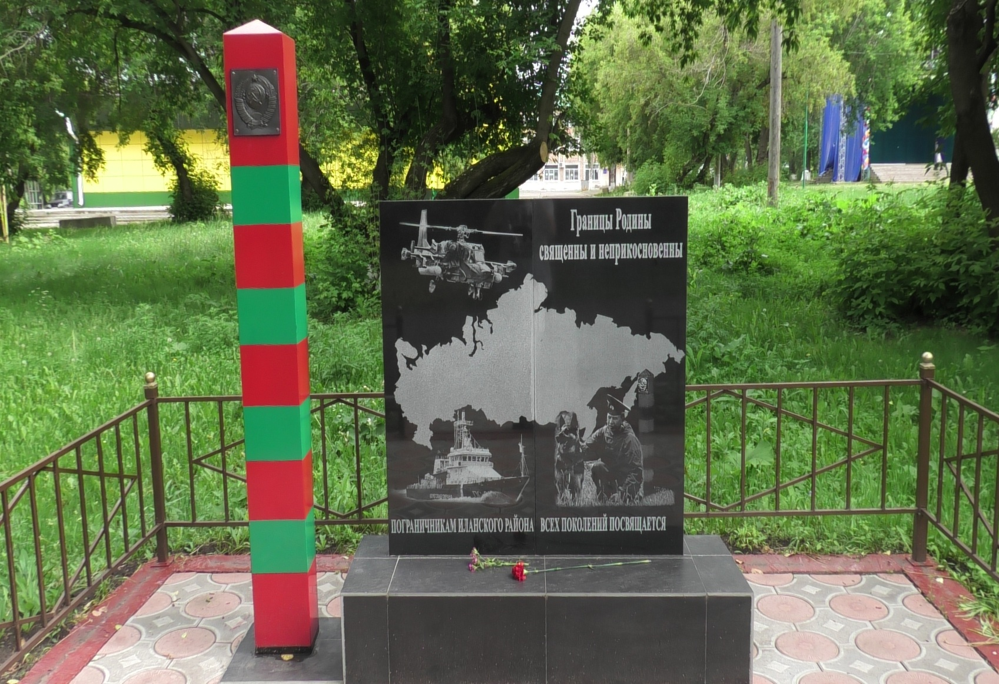 Границы Родины
священны и неприкосновенны
ПОГРАНИЧНИКАМ ИЛАНСКОГО РАЙОНА ВСЕХ ПОКОЛЕНИЙ ПОСВЯЩАЕТСЯ